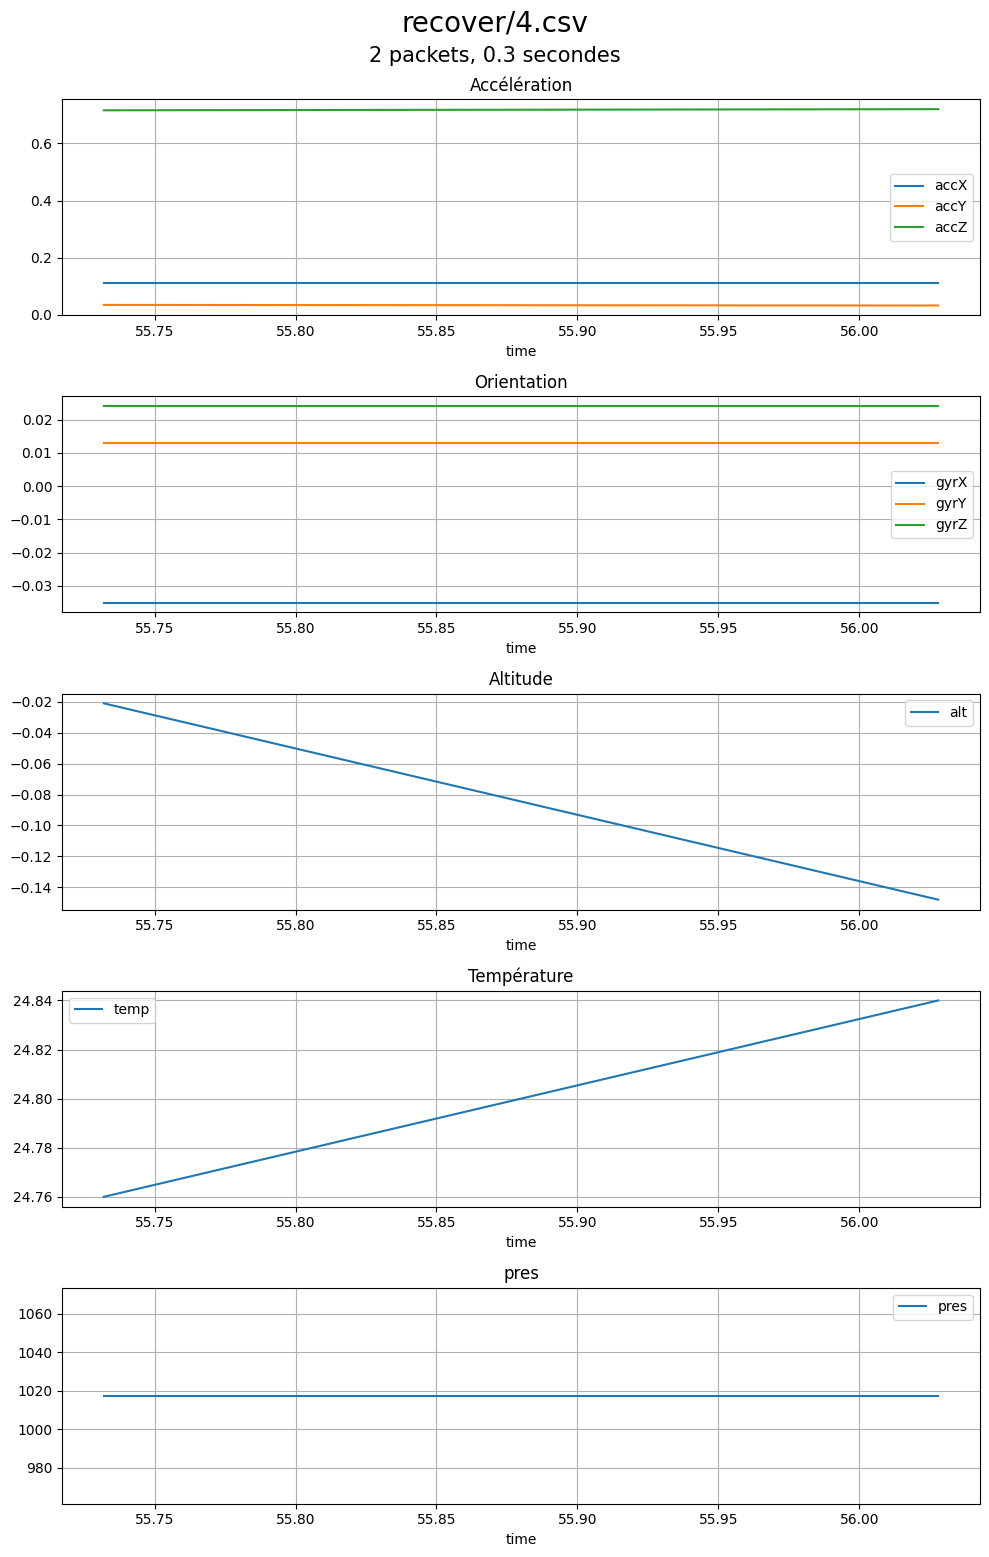 recover/4.csv
2 packets, 0.3 secondes
Accélération
0.6
0.4
0.2
0.0
accX
accY
accZ
55.75 55.80 55.85 55.90 55.95 56.00
time
Orientation
0.02
0.01
0.00
−0.01
−0.02
−0.03
gyrX
gyrY
gyrZ
55.75 55.80 55.85 55.90 55.95 56.00
time
Altitude
−0.02
−0.04
−0.06
−0.08
−0.10
−0.12
−0.14
alt
55.75 55.80 55.85 55.90 55.95 56.00
time
Température
24.84
24.82
24.80
24.78
24.76
temp
55.75 55.80 55.85 55.90 55.95 56.00
time
pres
1060
1040
1020
1000
980
pres
55.75 55.80 55.85 55.90 55.95 56.00
time